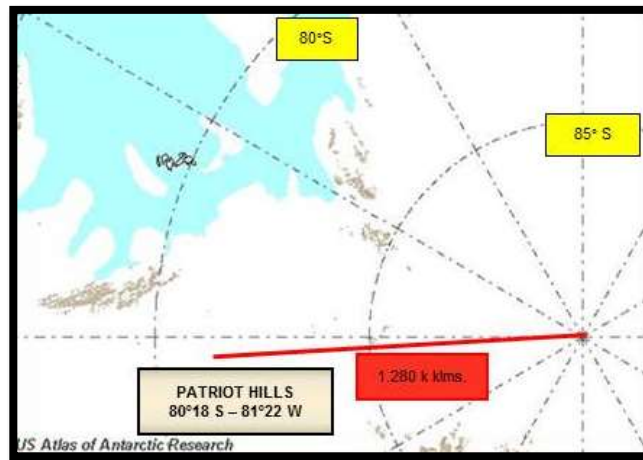 80°S
85° S
1.280 k klms.
PATRIOT HILLS
80°18 S – 81°22 W
US Atlas of Antarctic Research